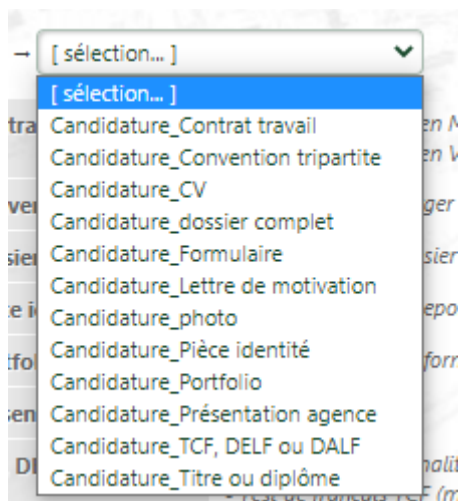 → [ sélection... ]
[ sélection... ]
Candidature_Contrat travail
Candidature_Convention tripartite
Candidature_CV
Candidature_dossier complet
Candidature_Formulaire
Candidature_Lettre de motivation
Candidature_photo
Candidature_Pièce identité
Candidature_Portfolio
Candidature_Présentation agence
Candidature_TCF, DELF ou DALF
Candidature_Titre ou diplôme